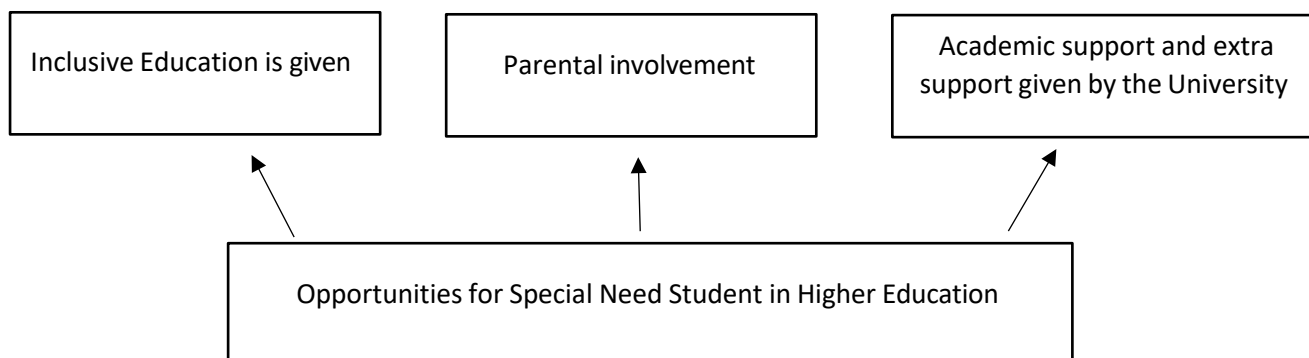 Inclusive Education is given
Parental involvement
Academic support and extra
support given by the University
Opportunities for Special Need Student in Higher Education